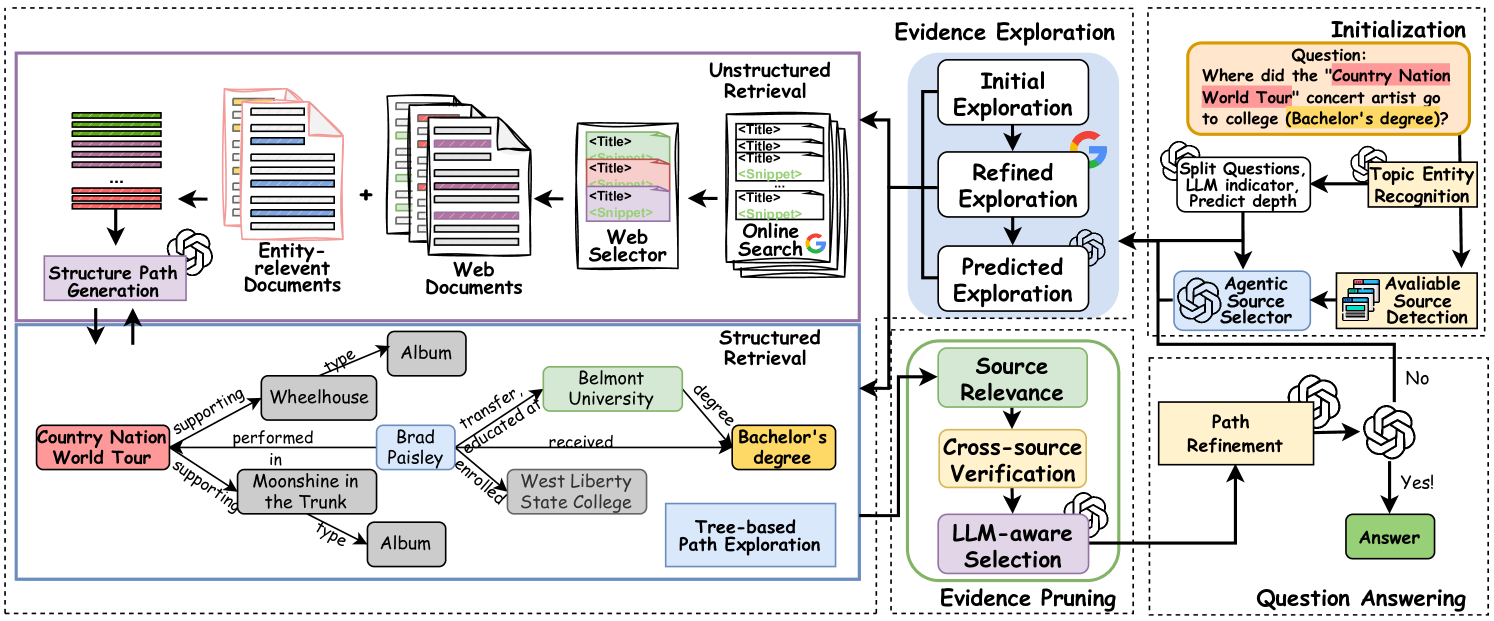 Evidence Exploration
Initial
Exploration
Refined
Exploration
Predicted
Exploration
Initialization
Question:
Where did the "Country Nation
World Tour" concert artist go
to college (Bachelor's degree)?
Split Questions,
LLM indicator,
Predict depth
Topic Entity
Recognition
Agentic
Source
Selector
Avaliable
Source
Detection
Unstructured
Retrieval
<Title>
<Title>
<Title>
<Snippet>
...
<Title>
<Snippet>
Online
Search
<Title>
<Snippet>
<Title>
<Snippet>
<Title>
<Snippet>
Web
Selector
Web
Documents
+
Entity-
relevent
Documents
...
Structure Path
Generation
Structured
Retrieval
Album
type
Wheelhouse
supporting
Country Nation
World Tour
performed
in
Brad
Paisley
transfer,
educated at
Belmont
University
degree
received
Bachelor's
degree
enrolled
West Liberty
State College
supporting
Moonshine in
the Trunk
type
Album
Tree-based
Path Exploration
Source
Relevance
Cross-source
Verification
LLM-aware
Selection
Evidence Pruning
Path
Refinement
No
Yes!
Answer
Question Answering